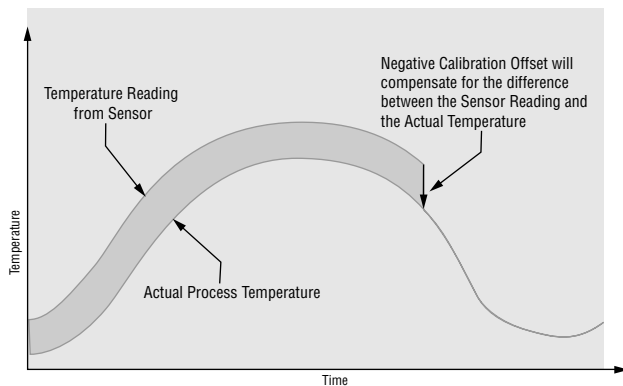 Negative Calibration Offset will
compensate for the difference
between the Sensor Reading and
the Actual Temperature
Temperature Reading
from Sensor
Temperature
Actual Process Temperature
Time